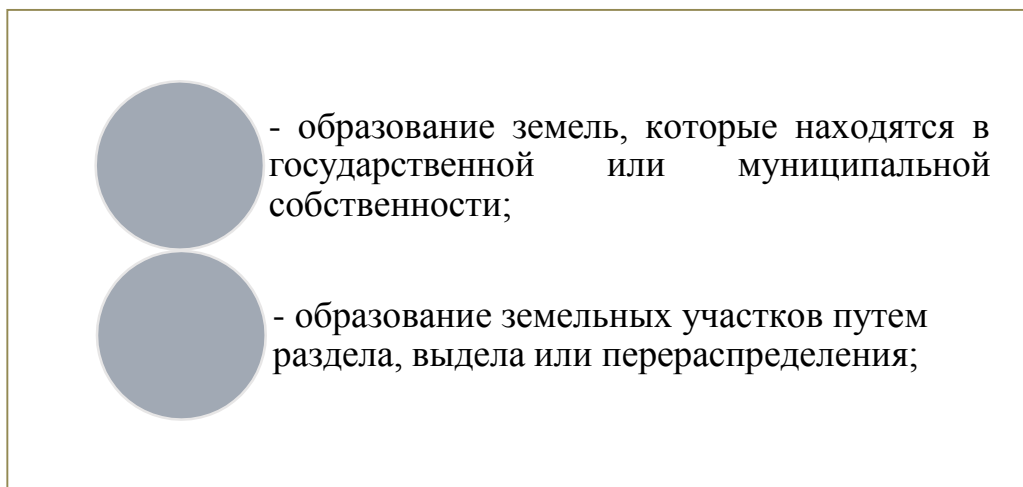 - образование земель, которые находятся в
государственной или муниципальной
собственности;
- образование земельных участков путем
раздела, выдела или перераспределения;